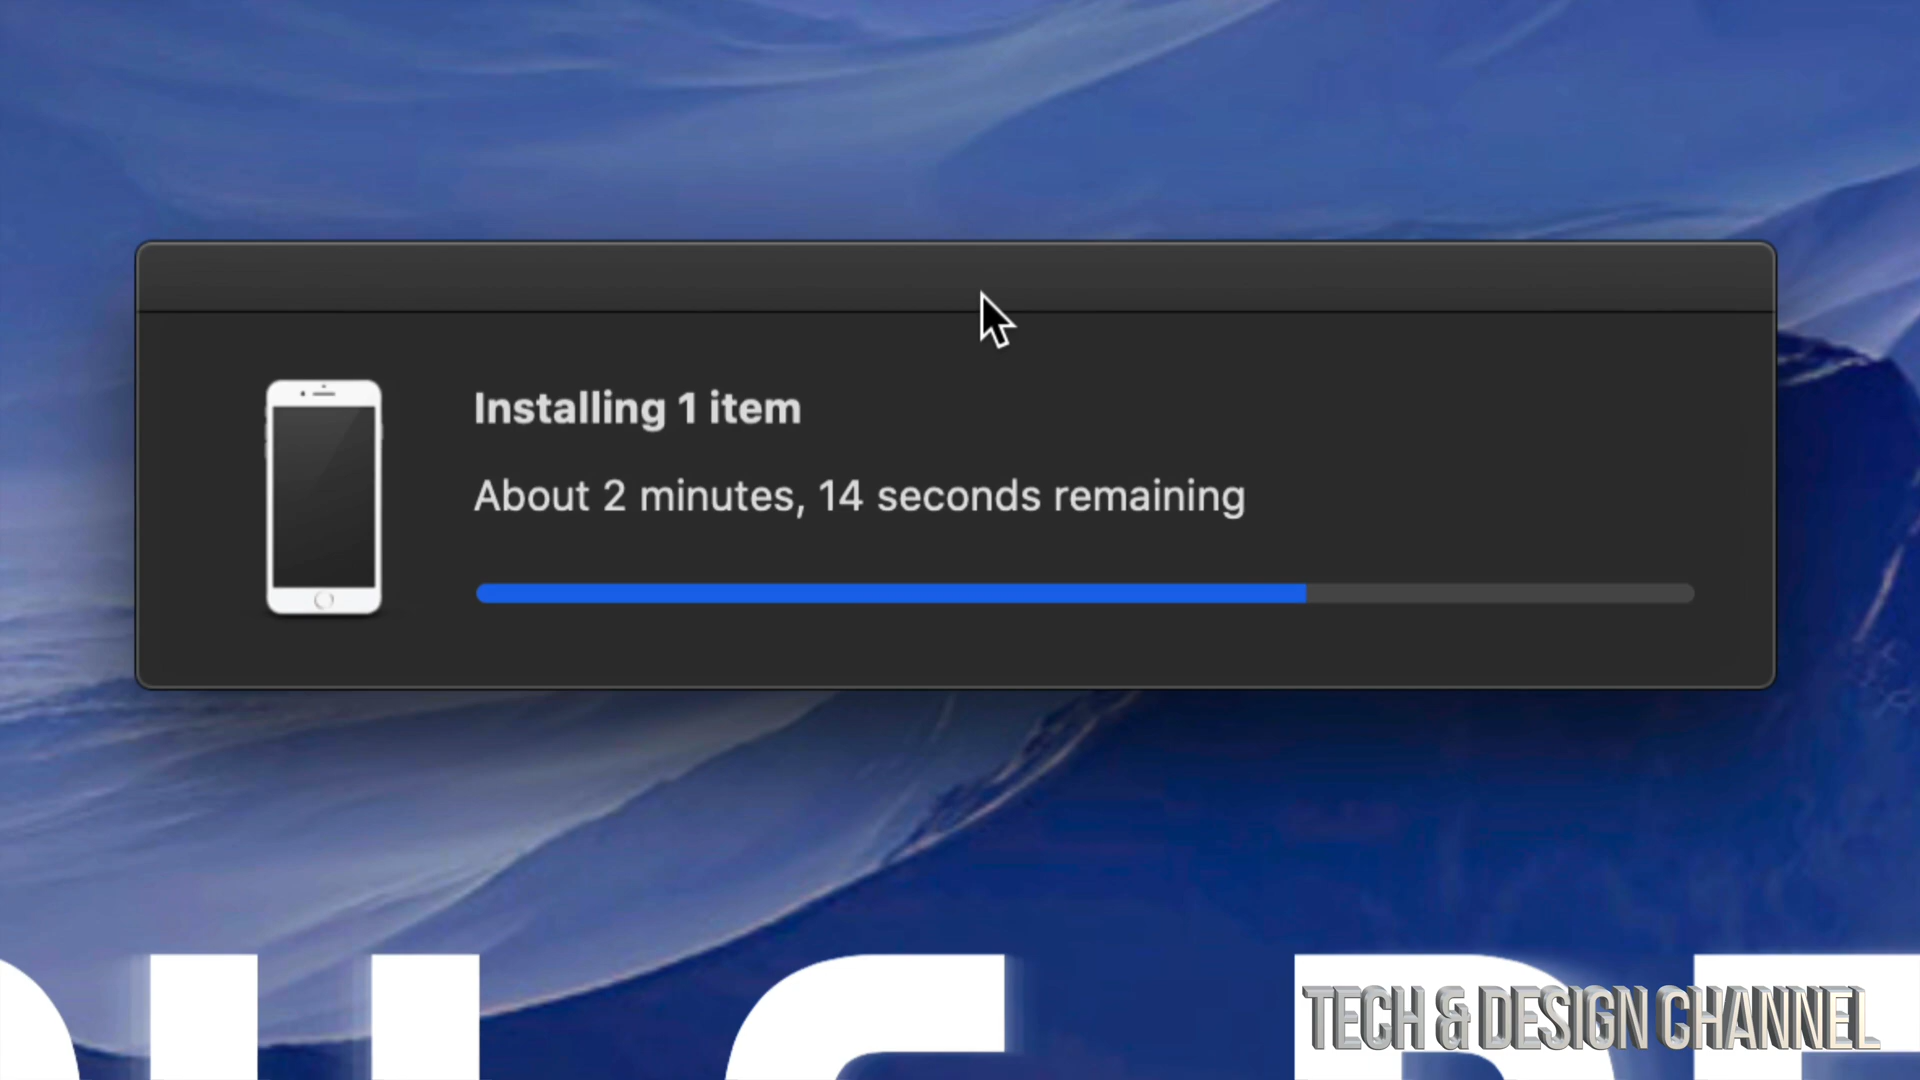 Installing 1 item
About 2 minutes, 14 seconds remaining
TECH & DESIGN CHANNEL